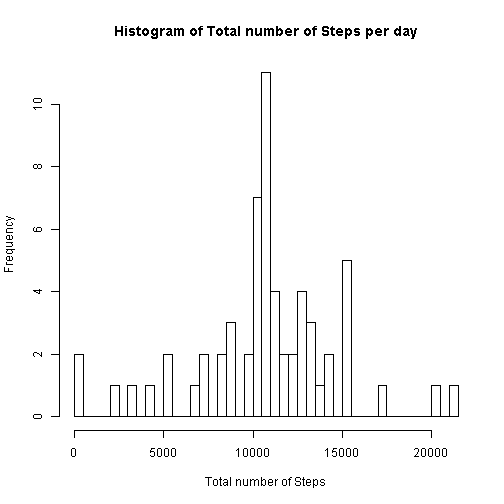 Histogram of Total number of Steps per day
Frequency
10
8
6
4
2
0
0 5000 10000 15000 20000
Total number of Steps